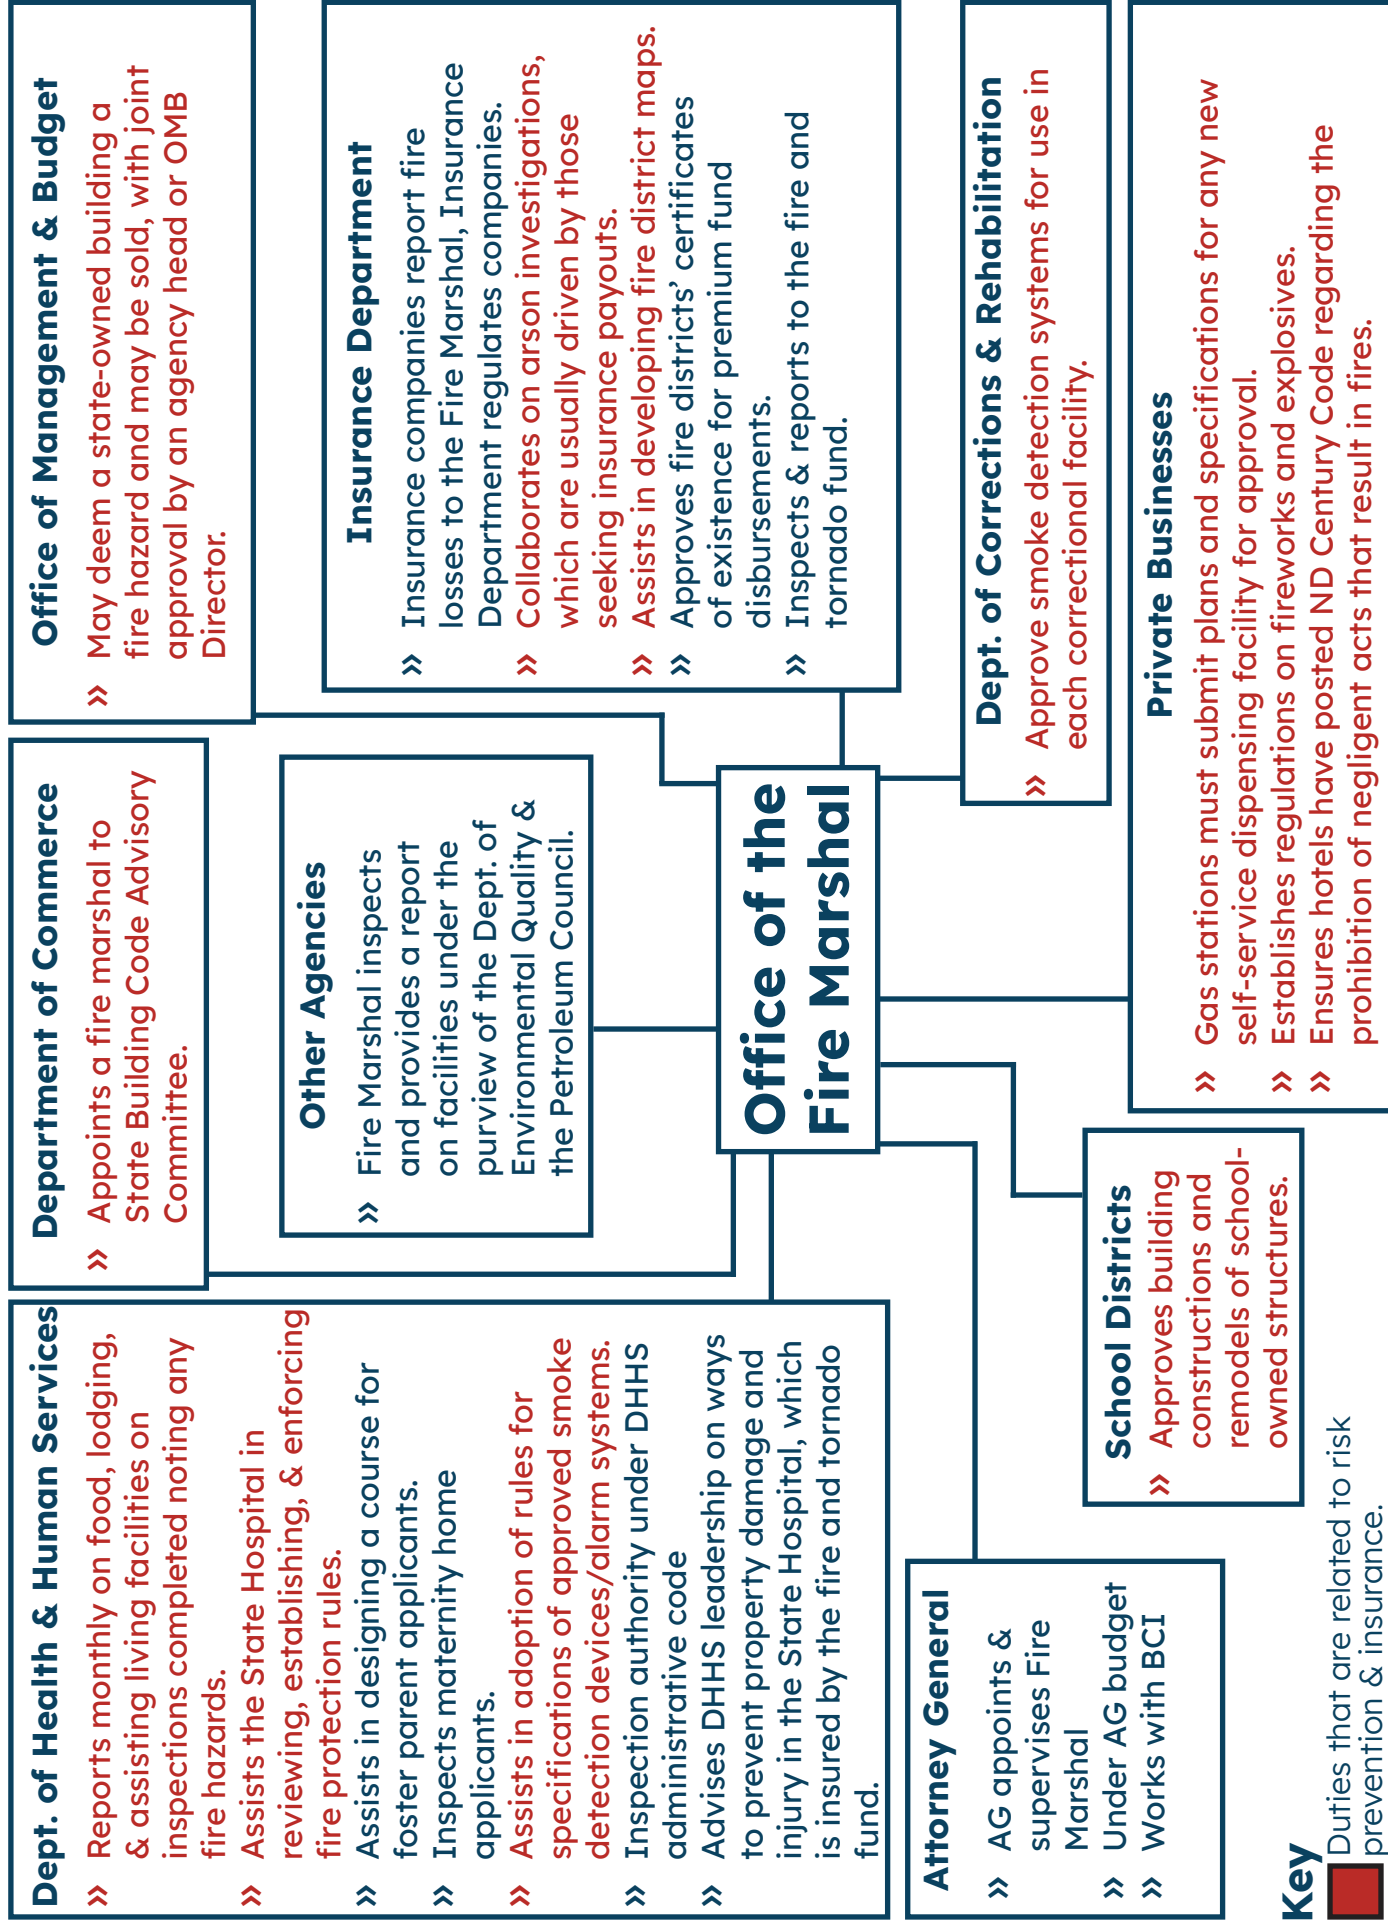 Dept. of Health & Human Services
» Reports monthly on food, lodging,
& assisting living facilities on
inspections completed noting any
fire hazards.
» Assists the State Hospital in
reviewing, establishing, & enforcing
fire protection rules.
» Assists in designing a course for
foster parent applicants.
» Inspects maternity home
applicants.
» Assists in adoption of rules for
specifications of approved smoke
detection devices/alarm systems.
» Inspection authority under DHHS
administrative code
» Advises DHHS leadership on ways
to prevent property damage and
injury in the State Hospital, which
is insured by the fire and tornado
fund.
Department of Commerce
» Appoints a fire marshal to
State Building Code Advisory
Committee.
Office of Management & Budget
» May deem a state-owned building a
fire hazard and may be sold, with joint
approval by an agency head or OMB
Director.
Other Agencies
» Fire Marshal inspects
and provides a report
on facilities under the
purview of the Dept. of
Environmental Quality &
the Petroleum Council.
Insurance Department
» Insurance companies report fire
losses to the Fire Marshal, Insurance
Department regulates companies.
» Collaborates on arson investigations,
which are usually driven by those
seeking insurance payouts.
» Assists in developing fire district maps.
» Approves fire districts’ certificates
of existence for premium fund
disbursements.
» Inspects & reports to the fire and
tornado fund.
Office of the
Fire Marshal
Attorney General
» AG appoints &
supervises Fire
Marshal
» Under AG budget
» Works with BCI
School Districts
» Approves building
constructions and
remodels of school-
owned structures.
Dept. of Corrections & Rehabilitation
» Approve smoke detection systems for use in
each correctional facility.
Private Businesses
» Gas stations must submit plans and specifications for any new
self-service dispensing facility for approval.
» Establishes regulations on fireworks and explosives.
» Ensures hotels have posted ND Century Code regarding the
prohibition of negligent acts that result in fires.
Key
Duties that are related to risk
prevention & insurance.